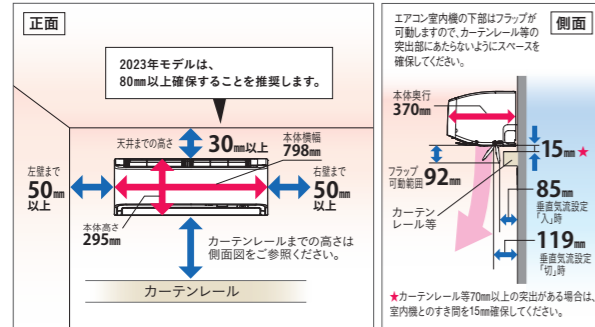 正面
2023年モデルは、
80mm以上確保することを推奨します。
天井までの高さ
30mm以上
本体横幅
798mm
左壁まで
50mm
以上
右壁まで
50mm
以上
本体高さ
295mm
カーテンレールまでの高さは
側面図をご参照ください。
カーテンレール
エアコン室内機の下部はフラップが
可動しますので、カーテンレール等の
突出部にあたらないようにスペースを
確保してください。
側面
本体奥行
370mm
15mm★
フラップ
可動範囲
92mm
カーテン
レール等
85mm
垂直気流設定
「入」時
119mm
垂直気流設定
「切」時
★カーテンレール等70mm以上の突出がある場合は、
室内機とのすき間を15mm確保してください。